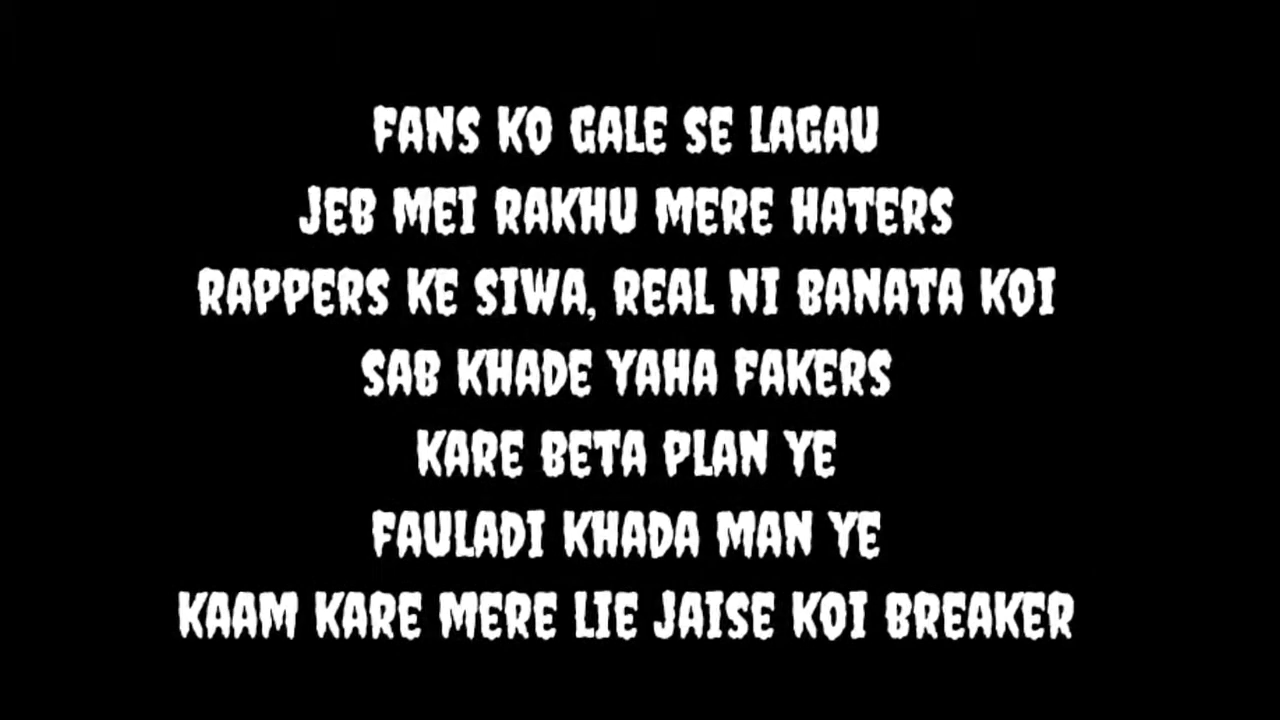 FANS KO GALE SE LAGAU
JEB MEI RAKHU MERE HATERS
RAPPERS KE SIWA, REAL NI BANATA KOI
SAB KHADE YAHA FAKERS
KARE BETA PLAN YE
FAULADI KHADA MAN YE
KAAM KARE MERE LIE JAISE KOI BREAKER